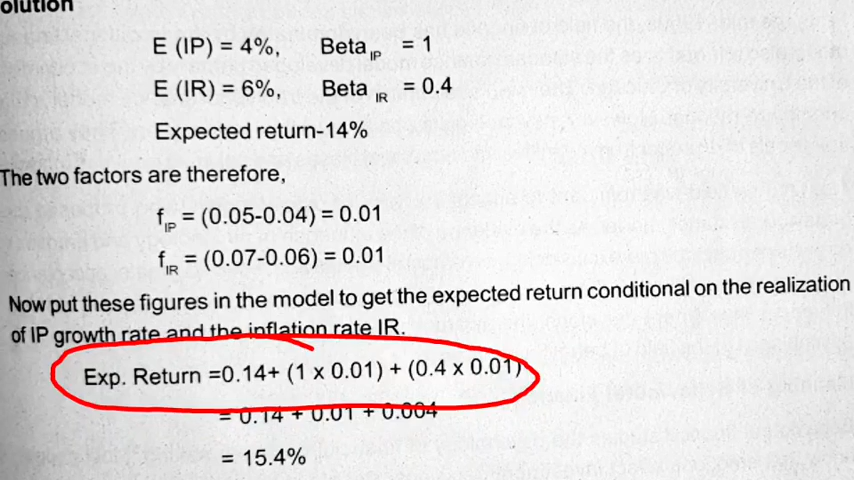 olution
E (IP) = 4%, Beta IP = 1
E (IR) = 6%, Beta IR = 0.4
Expected return-14%
The two factors are therefore,
f IP = (0.05-0.04) = 0.01
f IR = (0.07-0.06) = 0.01
Now put these figures in the model to get the expected return conditional on the realization
of IP growth rate and the inflation rate IR.
Exp. Return =0.14+ (1 x 0.01) + (0.4 x 0.01)
= 0.14 + 0.01 + 0.004
= 15.4%